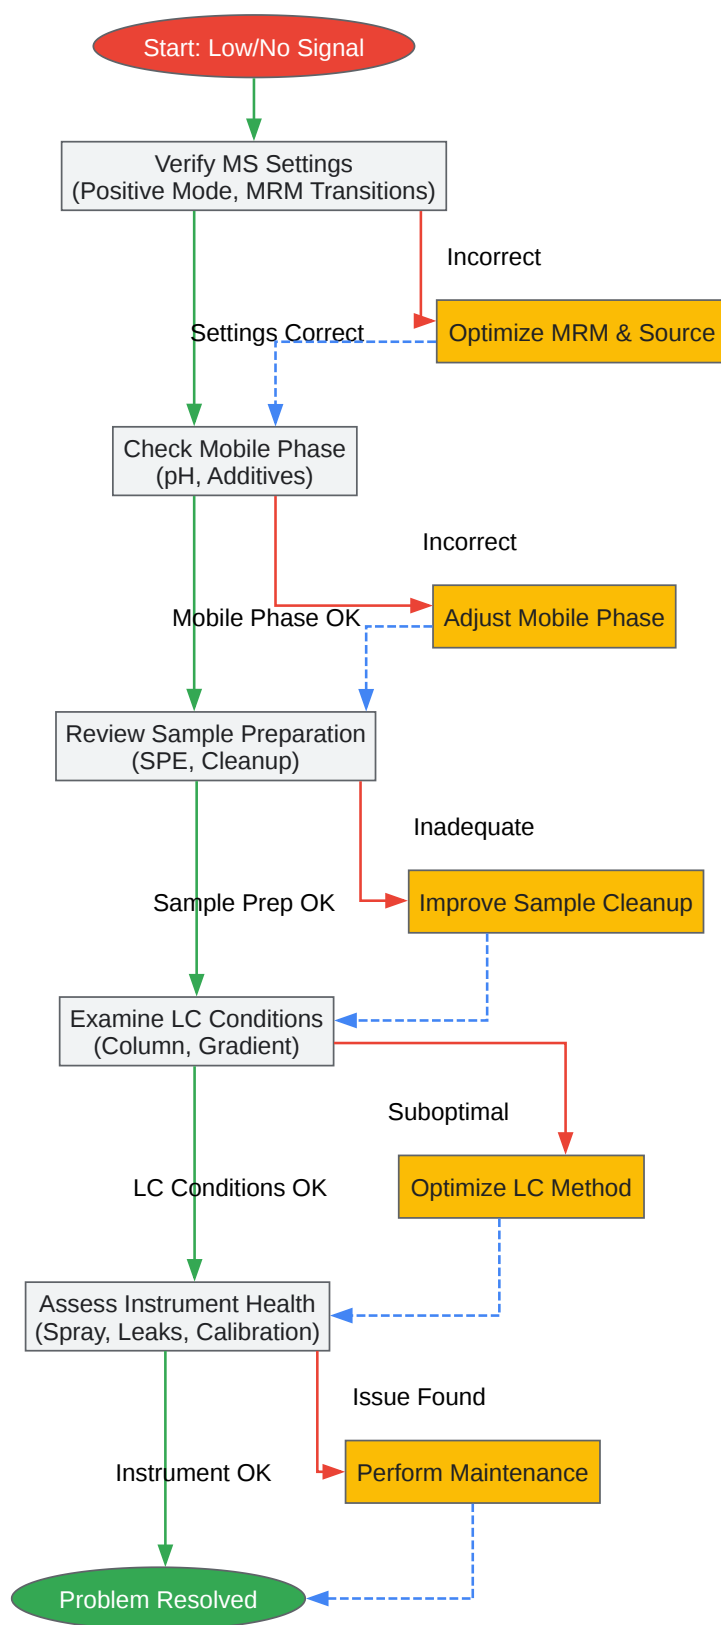 Start: Low/No Signal
Verify MS Settings
(Positive Mode, MRM Transitions)
Incorrect
Settings Correct
Optimize MRM & Source
Check Mobile Phase
(pH, Additives)
Incorrect
Mobile Phase OK
Adjust Mobile Phase
Review Sample Preparation
(SPE, Cleanup)
Inadequate
Sample Prep OK
Improve Sample Cleanup
Examine LC Conditions
(Column, Gradient)
Suboptimal
LC Conditions OK
Optimize LC Method
Assess Instrument Health
(Spray, Leaks, Calibration)
Issue Found
Instrument OK
Perform Maintenance
Problem Resolved